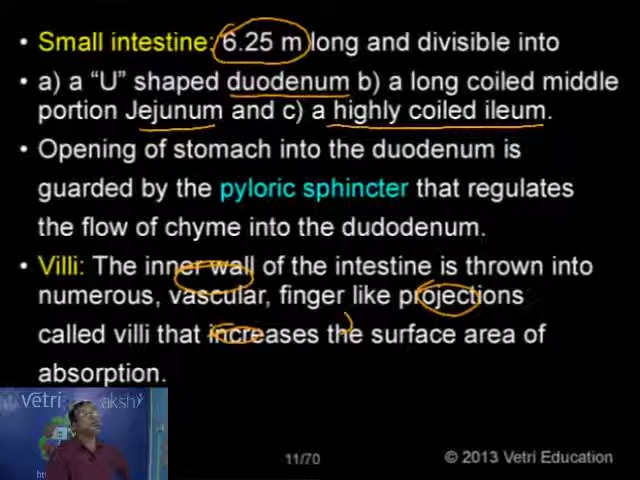 • Small intestine: 6.25 m long and divisible into
• a) a “U” shaped duodenum b) a long coiled middle
portion Jejunum and c) a highly coiled ileum.
• Opening of stomach into the duodenum is
guarded by the pyloric sphincter that regulates
the flow of chyme into the dudodenum.
• Villi: The inner wall of the intestine is thrown into
numerous, vascular, finger like projections
called villi that increases the surface area of
absorption.
vetri akshy
11/70
© 2013 Vetri Education